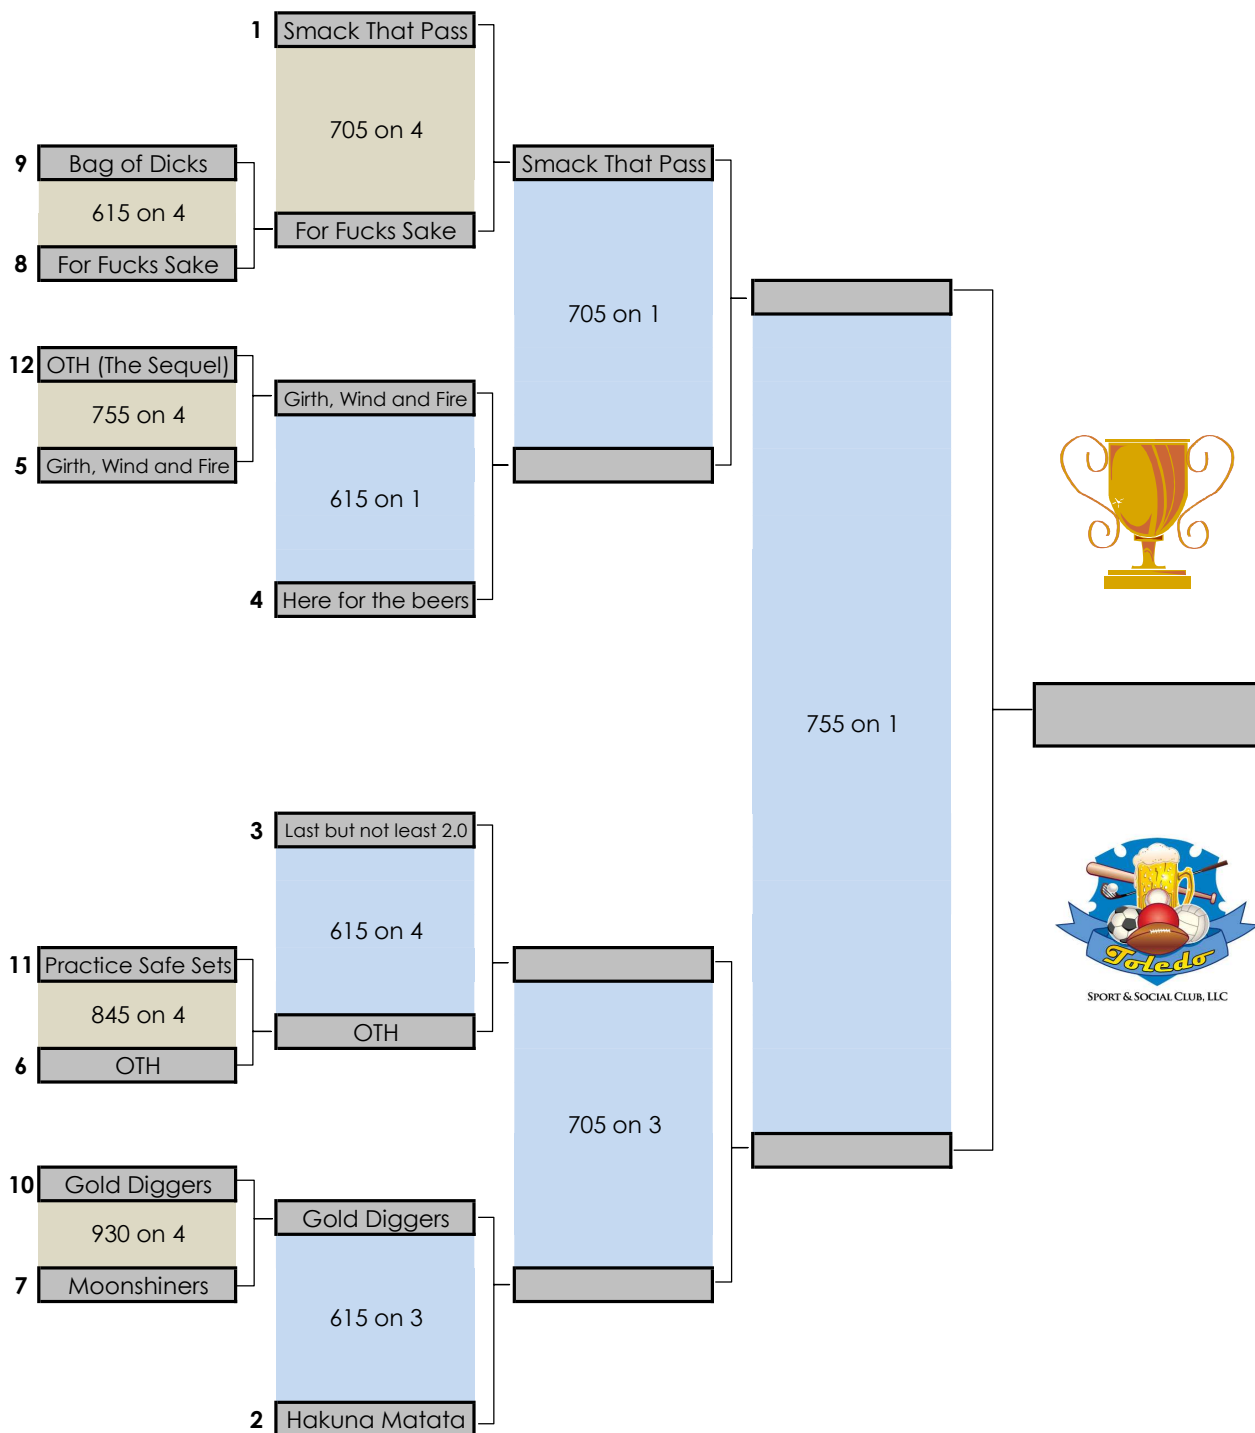 1 Smack That Pass
705 on 4
9 Bag of Dicks
Smack That Pass
615 on 4
For Fucks Sake
8 For Fucks Sake
705 on 1
12 OTH (The Sequel)
Girth, Wind and Fire
755 on 4
5 Girth, Wind and Fire
615 on 1
4 Here for the beers
755 on 1
3 Last but not least 2.0
615 on 4
11 Practice Safe Sets
845 on 4
OTH
6 OTH
705 on 3
10 Gold Diggers
Gold Diggers
930 on 4
7 Moonshiners
615 on 3
2 Hakuna Matata
Toledo
SPORT & SOCIAL CLUB, LLC